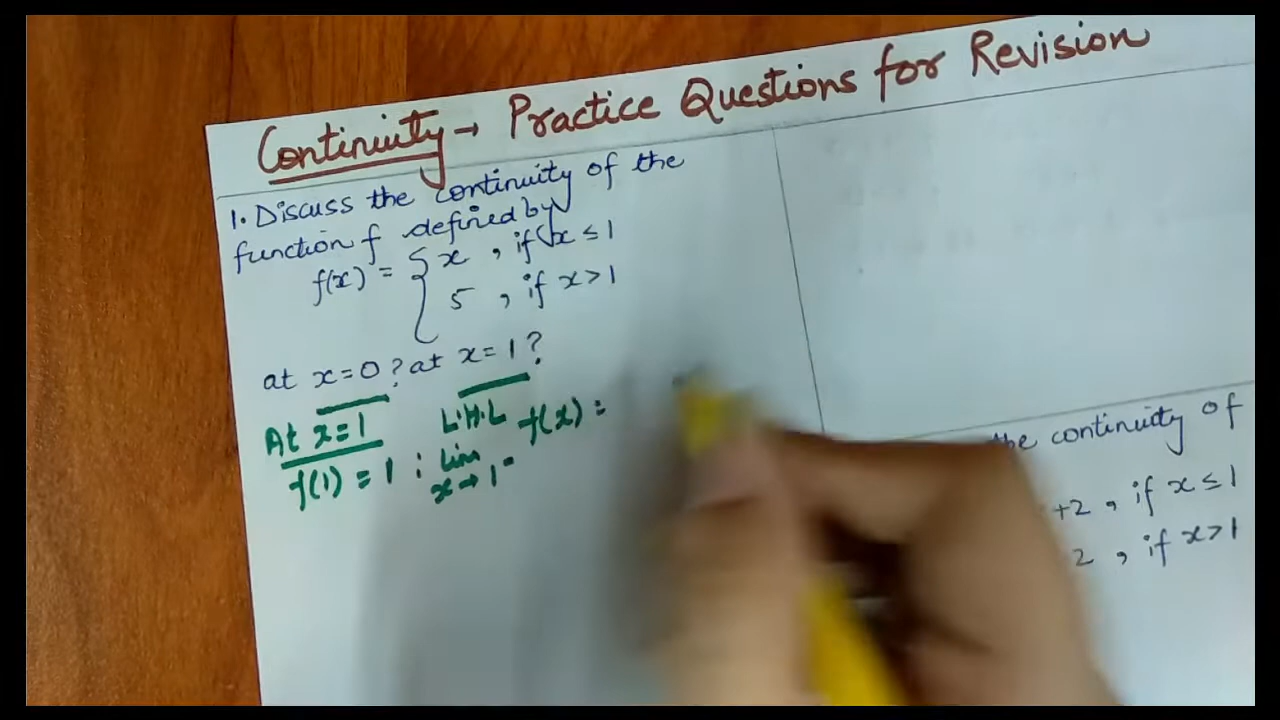 Continuity → Practice Questions for Revision
1. Discuss the continuity of the
function f defined by
f(x) = { x , if x ≤ 1
5 , if x > 1
at x=0? at x=1?
At x=1
f(1) = 1 :
L.H.L
lim f(x) =
x→1⁻
the continuity of
+2 , if x ≤ 1
2 , if x > 1